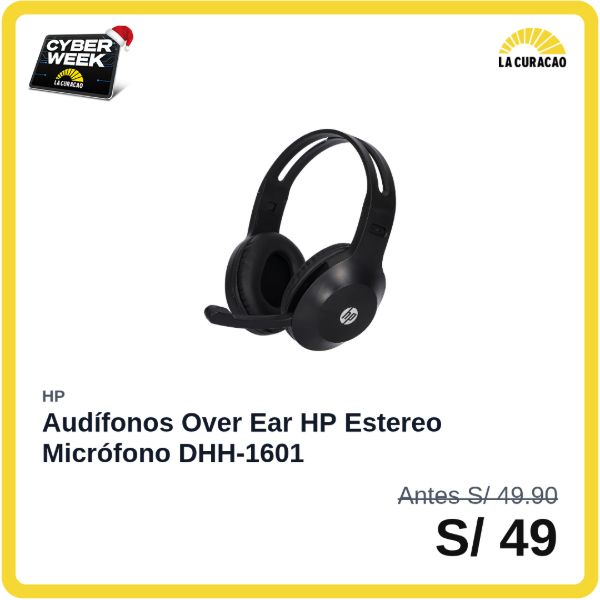 CYBER
WEEK
LA CURACAO
LA CURACAO
hp
HP
Audífonos Over Ear HP Estereo
Micrófono DHH-1601
Antes S/ 49.90
S/ 49